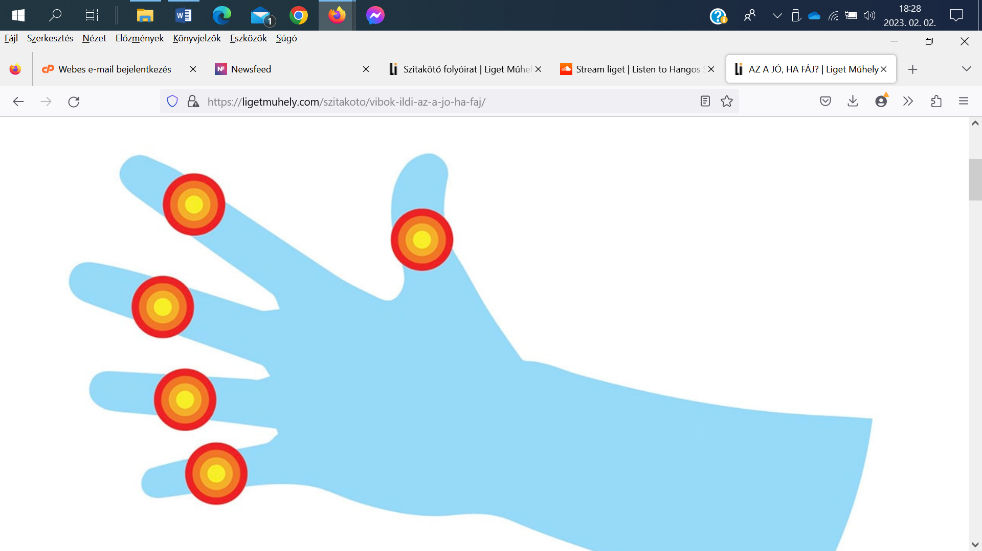 1
18:28
2023. 02. 02.
Fájl Szerkesztés Nézet Előzmények Könyvjelzők Eszközök Súgó
Webes e-mail bejelentkezés
Newsfeed
Szitakötő folyóirat | Liget Műhel
Stream liget | Listen to Hangos S
AZ A JÓ, HA FÁJ? | Liget Műhely
https://ligetmuhely.com/szitakoto/vibok-ildi-az-a-jo-ha-faj/